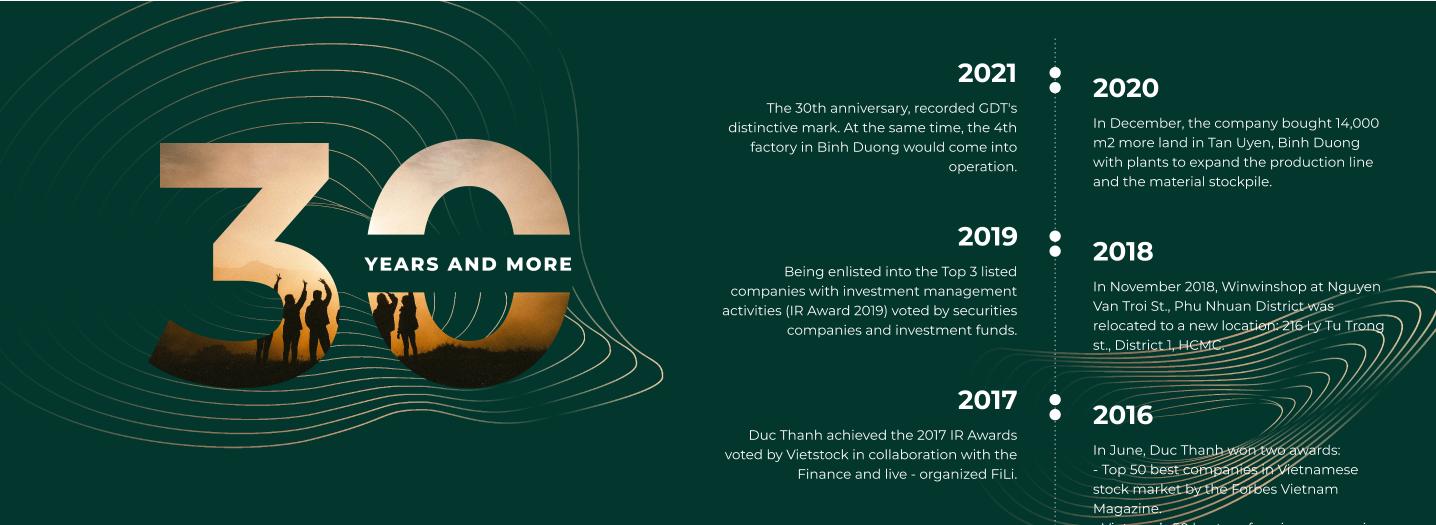 30
YEARS AND MORE
2021
The 30th anniversary, recorded GDT's
distinctive mark. At the same time, the 4th
factory in Binh Duong would come into
operation.
2020
In December, the company bought 14,000
m2 more land in Tan Uyen, Binh Duong
with plants to expand the production line
and the material stockpile.
2019
Being enlisted into the Top 3 listed
companies with investment management
activities (IR Award 2019) voted by securities
companies and investment funds.
2018
In November 2018, Winwinshop at Nguyen
Van Troi St., Phu Nhuan District was
relocated to a new location: 216 Ly Tu Trong
st., District 1, HCMC.
2017
Duc Thanh achieved the 2017 IR Awards
voted by Vietstock in collaboration with the
Finance and live - organized FiLi.
2016
In June, Duc Thanh won two awards:
- Top 50 best companies in Vietnamese
stock market by the Forbes Vietnam
Magazine.